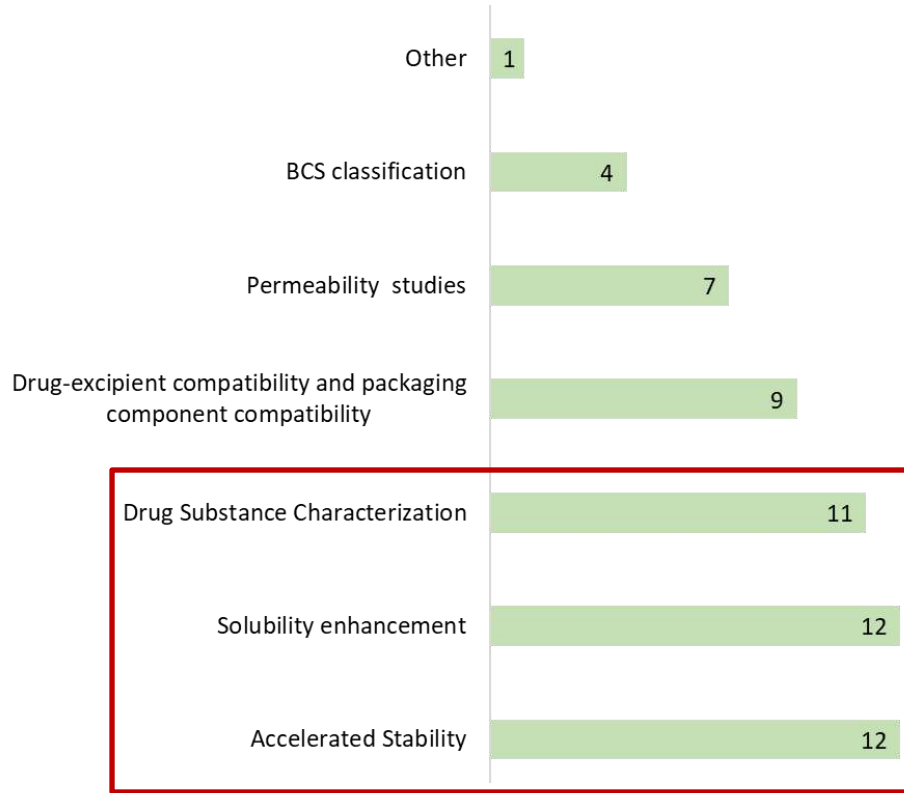 Other
1
BCS classification
4
Permeability studies
7
Drug-excipient compatibility and packaging
component compatibility
9
Drug Substance Characterization
11
Solubility enhancement
12
Accelerated Stability
12